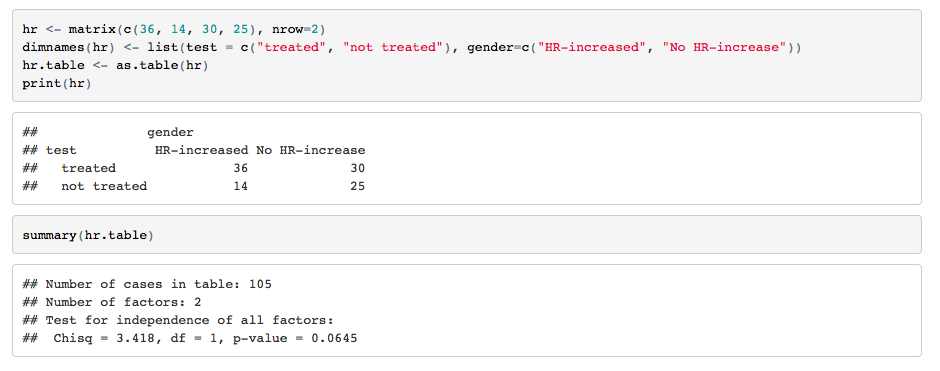 hr <- matrix(c(36, 14, 30, 25), nrow=2)
dimnames(hr) <- list(test = c("treated", "not treated"), gender=c("HR-increased", "No HR-increase"))
hr.table <- as.table(hr)
print(hr)
##               gender
## test          HR-increased No HR-increase
##   treated               36             30
##   not treated           14             25
summary(hr.table)
## Number of cases in table: 105
## Number of factors: 2
## Test for independence of all factors:
##  Chisq = 3.418, df = 1, p-value = 0.0645